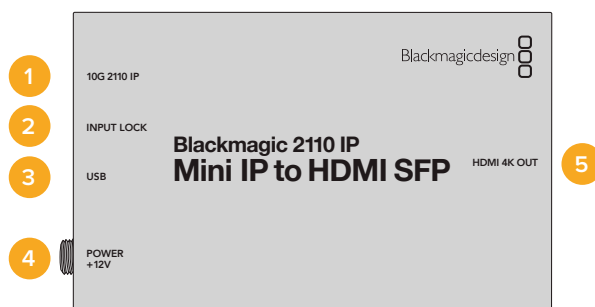 Blackmagicdesign
1
10G 2110 IP
2
INPUT LOCK
Blackmagic 2110 IP
Mini IP to HDMI SFP
3
USB
HDMI 4K OUT
5
4
POWER
+12V